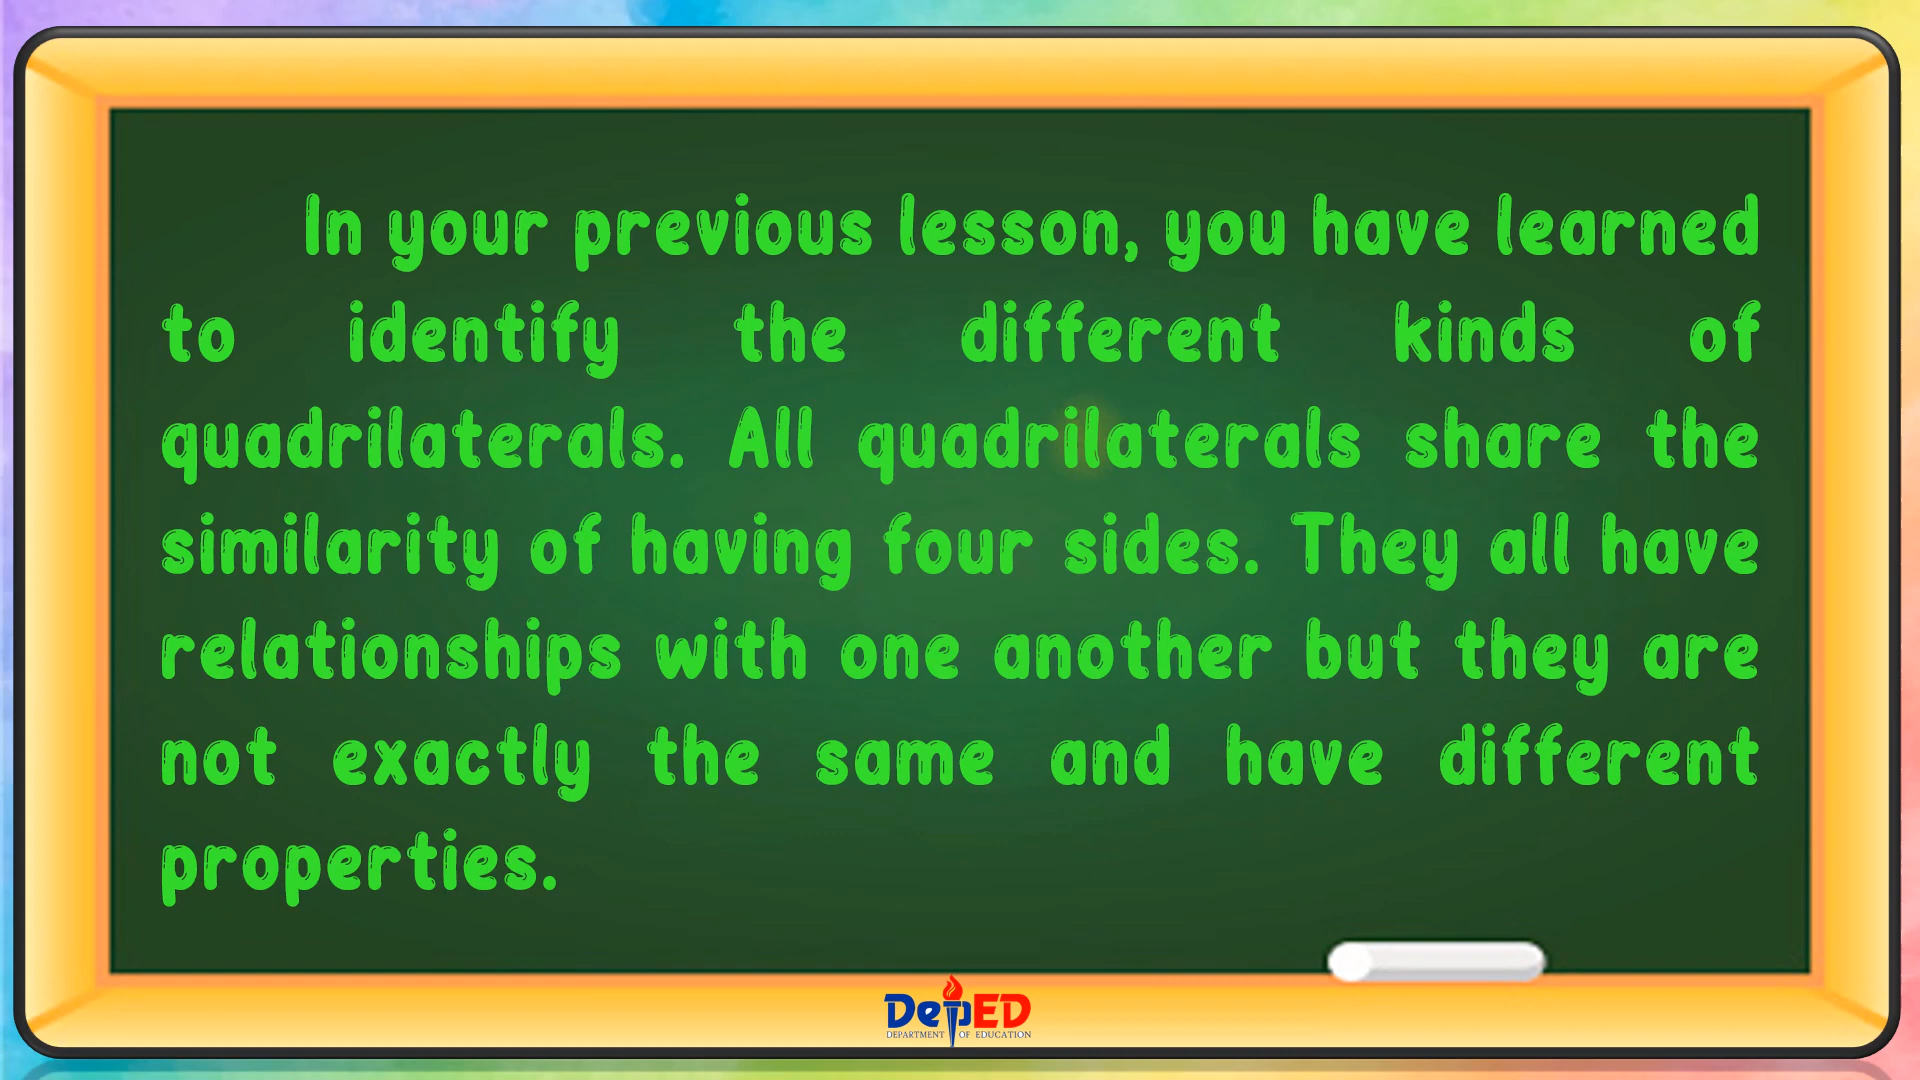 In your previous lesson, you have learned
to identify the different kinds of
quadrilaterals. All quadrilaterals share the
similarity of having four sides. They all have
relationships with one another but they are
not exactly the same and have different
properties.
DepED
DEPARTMENT OF EDUCATION